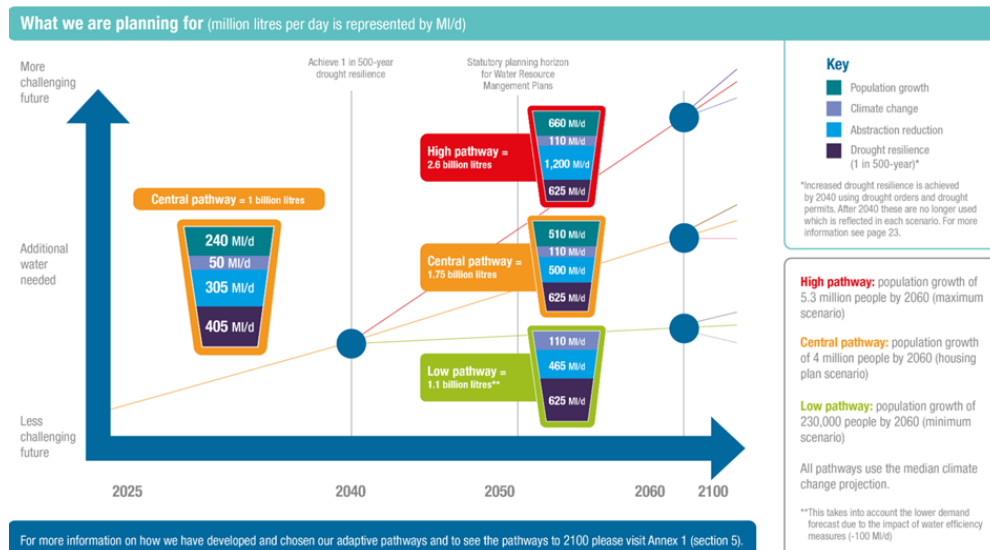 What we are planning for (million litres per day is represented by Ml/d)
More
challenging
future
Achieve 1 in 500-year
drought resilience
Statutory planning horizon
for Water Resource
Mangement Plans
High pathway =
2.6 billion litres
660 Ml/d
110 Ml/d
1,200 Ml/d
625 Ml/d
Central pathway = 1 billion litres
240 Ml/d
50 Ml/d
305 Ml/d
405 Ml/d
Additional
water
needed
Central pathway =
1.75 billion litres
510 Ml/d
110 Ml/d
500 Ml/d
625 Ml/d
Low pathway =
1.1 billion litres**
110 Ml/d
465 Ml/d
625 Ml/d
Less
challenging
future
2025
2040
2050
2060
2100
Key
Population growth
Climate change
Abstraction reduction
Drought resilience
(1 in 500-year)*
*Increased drought resilience is achieved
by 2040 using drought orders and drought
permits. After 2040 these are no longer used
which is reflected in each scenario. For more
information see page 23.
High pathway: population growth of
5.3 million people by 2060 (maximum
scenario)
Central pathway: population growth
of 4 million people by 2060 (housing
plan scenario)
Low pathway: population growth of
230,000 people by 2060 (minimum
scenario)
All pathways use the median climate
change projection.
**This takes into account the lower demand
forecast due to the impact of water efficiency
measures (-100 Ml/d)
For more information on how we have developed and chosen our adaptive pathways and to see the pathways to 2100 please visit Annex 1 (section 5).